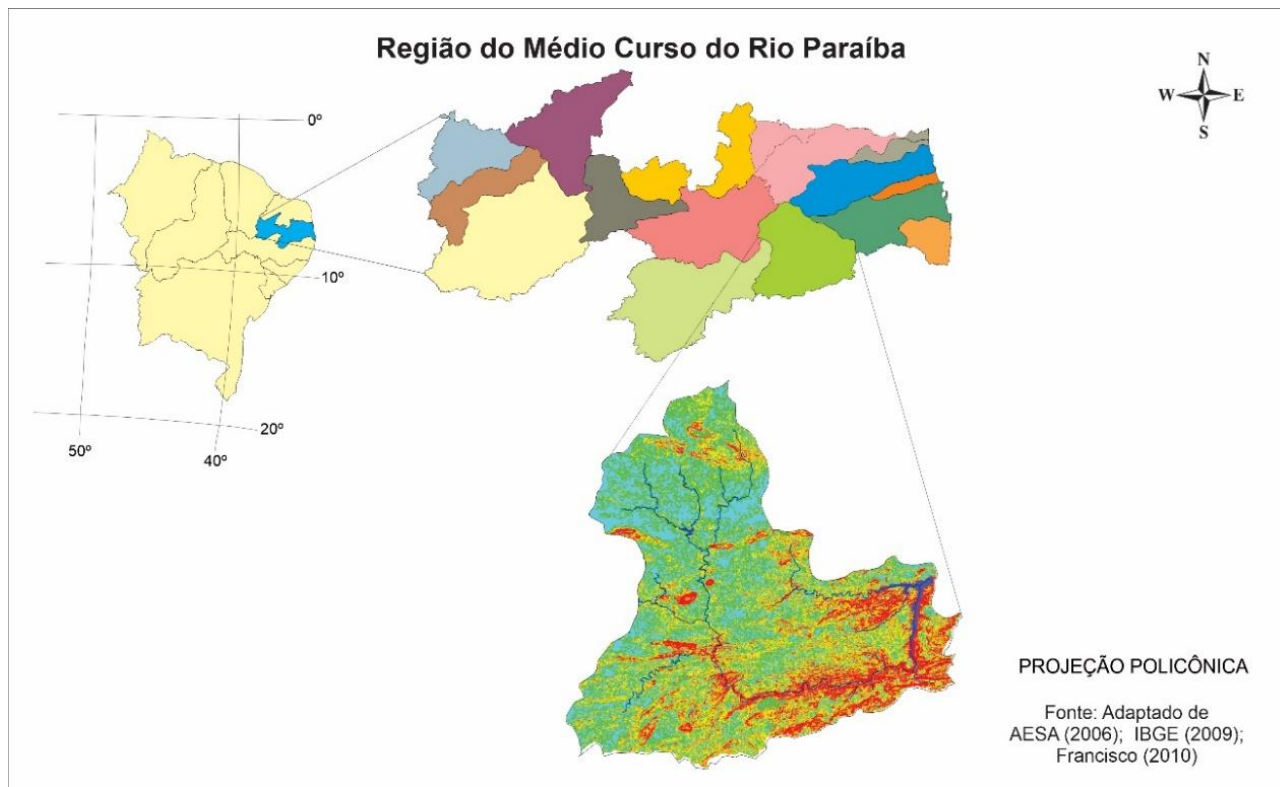 Região do Médio Curso do Rio Paraíba
N
W E
S
0º
10º
20º
50º
40º
PROJEÇÃO POLICÔNICA
Fonte: Adaptado de
AESA (2006); IBGE (2009);
Francisco (2010)